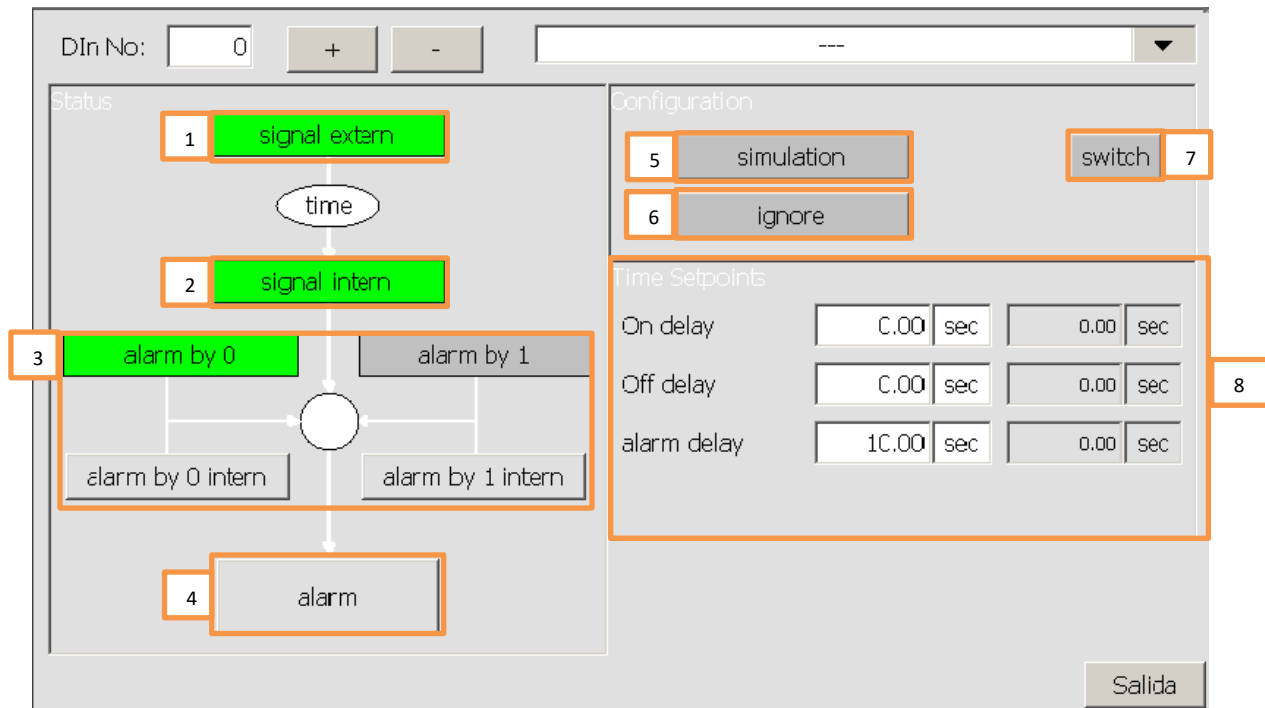 DIn No: 0 + - ---
Status
1 signal extern
time
2 signal intern
3 alarm by 0 alarm by 1
alarm by 0 intern alarm by 1 intern
4 alarm
Configuration
5 simulation switch 7
6 ignore
Time Setpoints
On delay 0.00 sec 0.00 sec
Off delay 0.00 sec 0.00 sec
8
alarm delay 10.00 sec 0.00 sec
Salida